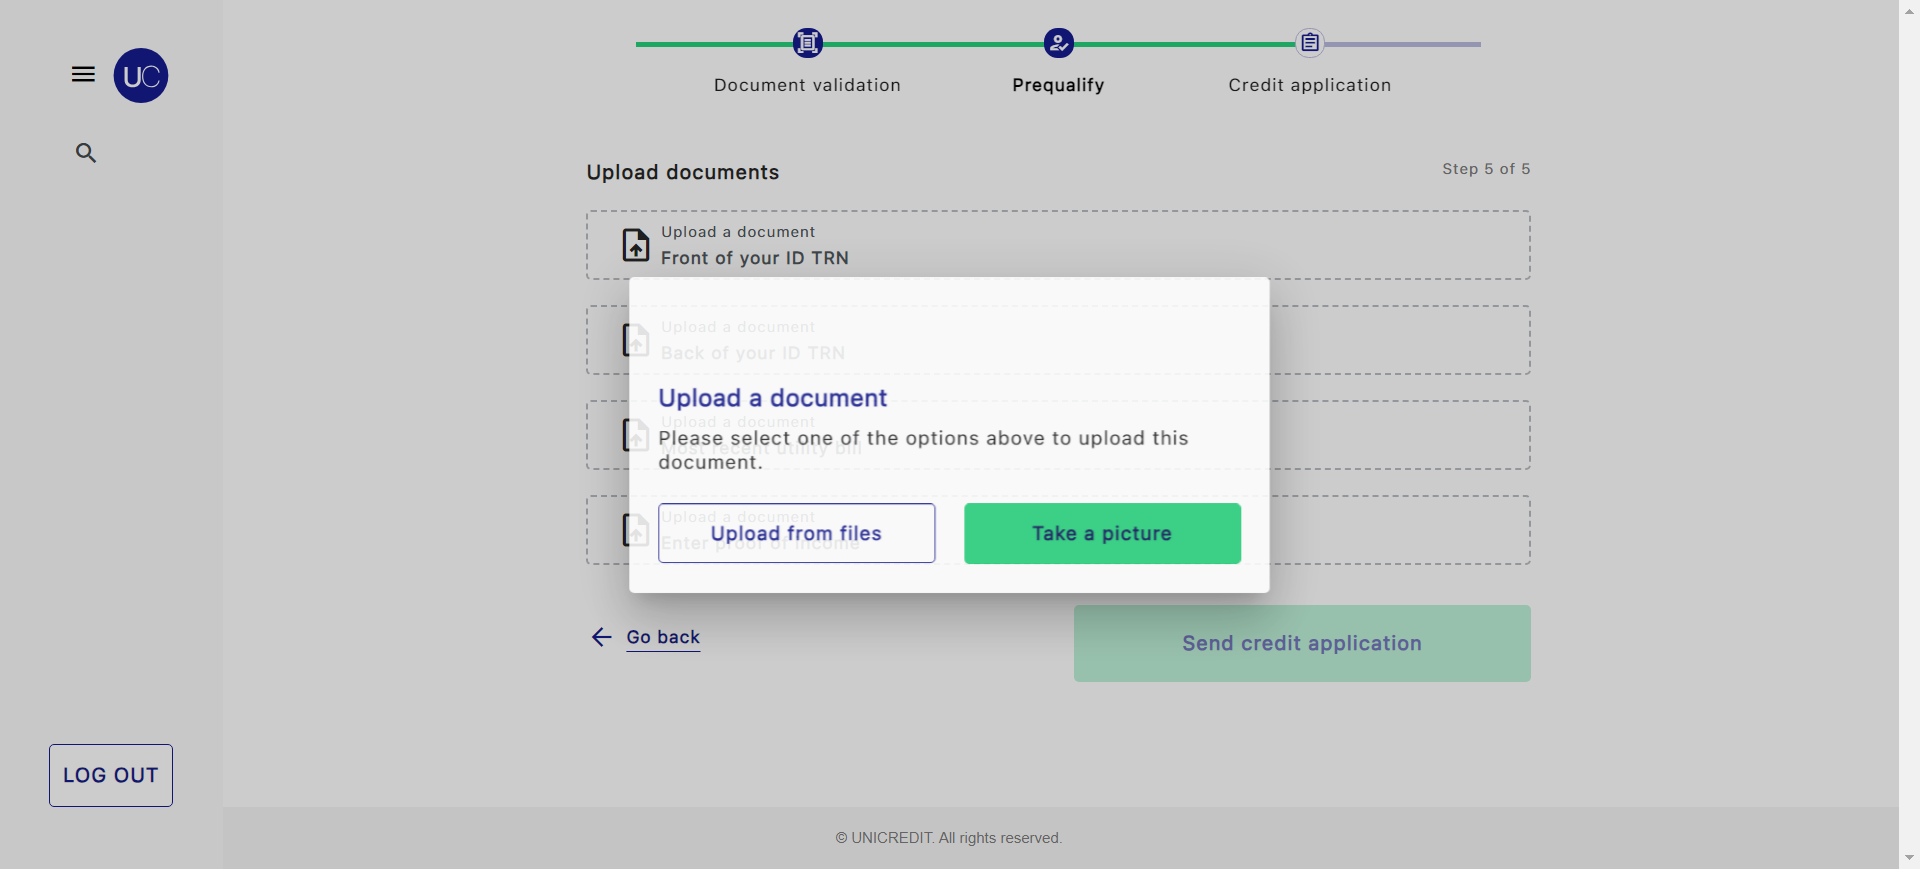 UC
Document validation
Prequalify
Credit application
Upload documents
Step 5 of 5
Upload a document
Front of your ID TRN
Upload a document
Back of your ID TRN
Upload a document
Most recent utility bill
Upload a document
Enter proof of income
Upload a document
Please select one of the options above to upload this
document.
Upload from files
Take a picture
Go back
Send credit application
LOG OUT
© UNICREDIT. All rights reserved.